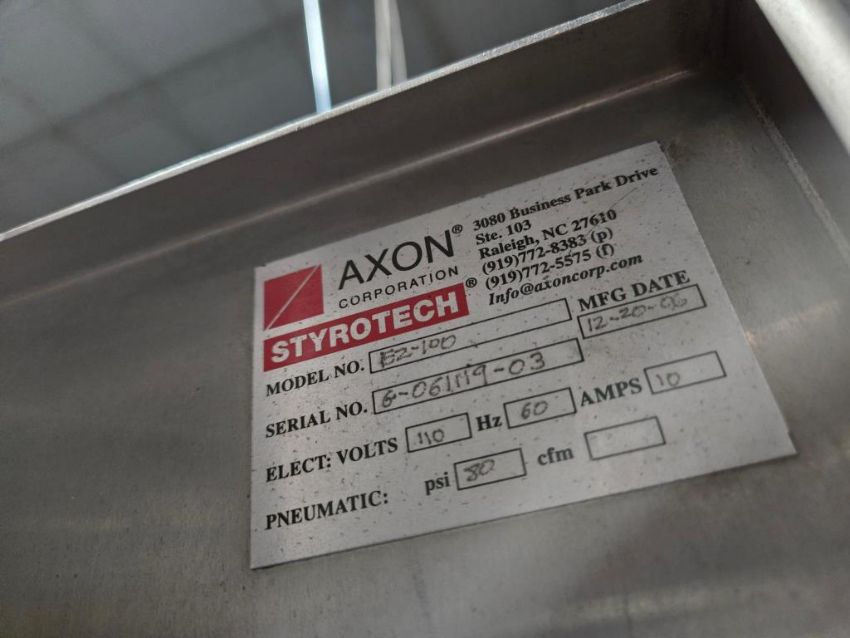 AXON®
CORPORATION
STYROTECH®
3080 Business Park Drive
Ste. 103
Raleigh, NC 27610
(919)772-8383 (p)
(919)772-5575 (f)
Info@axoncorp.com
MODEL NO. EZ-100
MFG DATE
12-20-06
SERIAL NO. G-061119-03
ELECT: VOLTS 110 Hz 60 AMPS 10
PNEUMATIC: psi 80 cfm